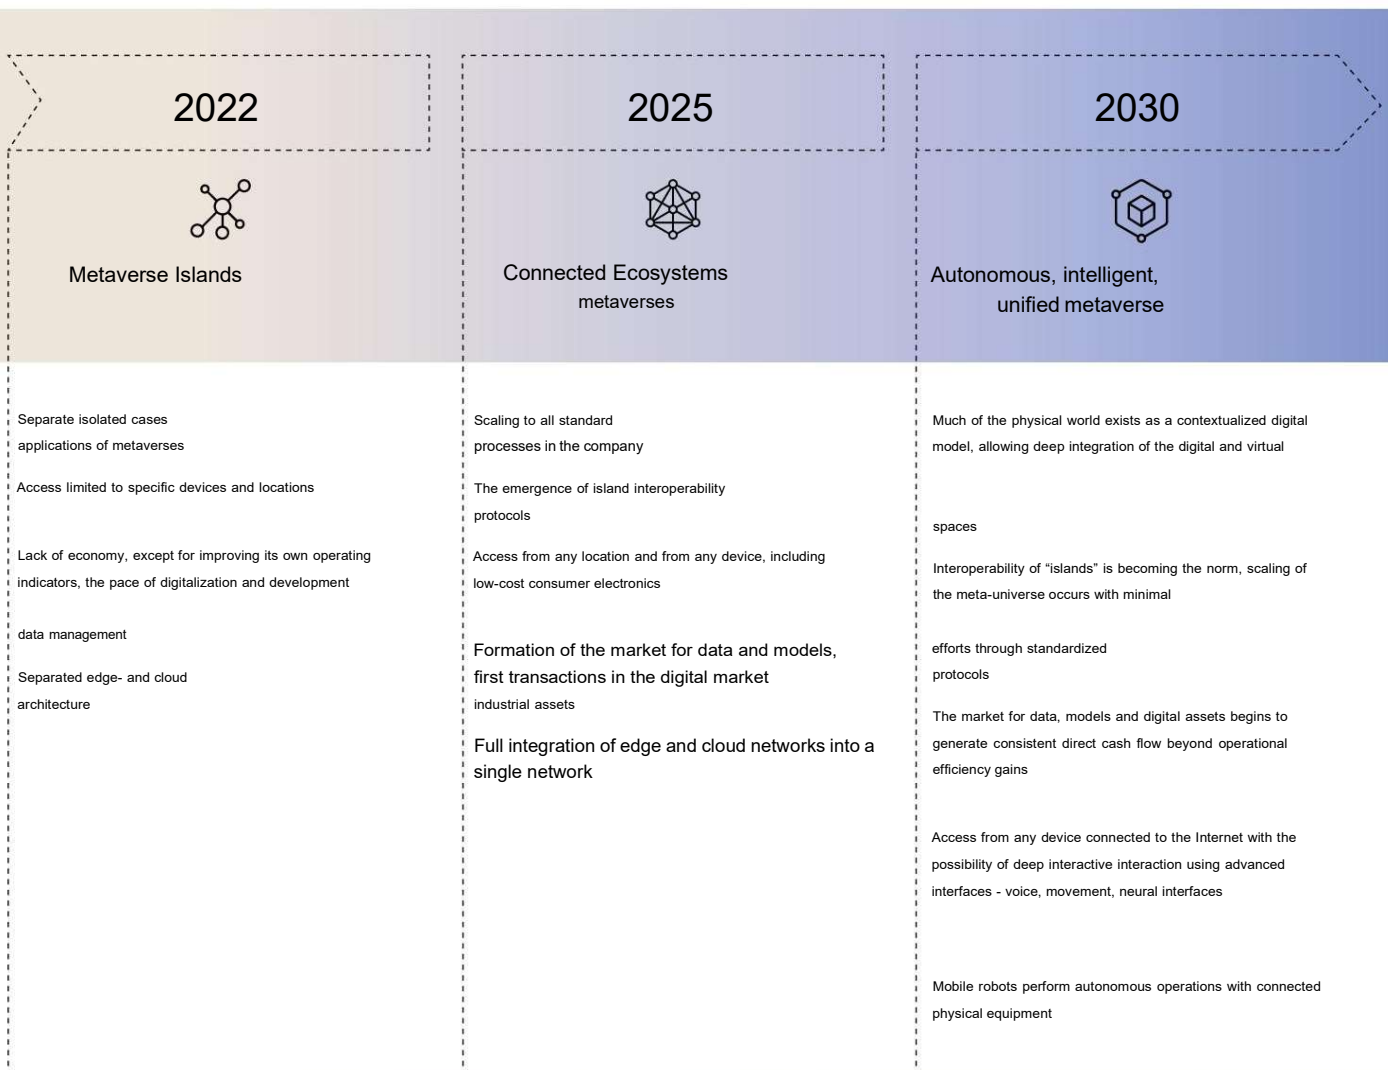 2022
Metaverse Islands
Separate isolated cases
applications of metaverses
Access limited to specific devices and locations
Lack of economy, except for improving its own operating
indicators, the pace of digitalization and development
data management
Separated edge- and cloud
architecture
2025
Connected Ecosystems
metaverses
Scaling to all standard
processes in the company
The emergence of island interoperability
protocols
Access from any location and from any device, including
low-cost consumer electronics
Formation of the market for data and models,
first transactions in the digital market
industrial assets
Full integration of edge and cloud networks into a
single network
2030
Autonomous, intelligent,
unified metaverse
Much of the physical world exists as a contextualized digital
model, allowing deep integration of the digital and virtual
spaces
Interoperability of “islands” is becoming the norm, scaling of
the meta-universe occurs with minimal
efforts through standardized
protocols
The market for data, models and digital assets begins to
generate consistent direct cash flow beyond operational
efficiency gains
Access from any device connected to the Internet with the
possibility of deep interactive interaction using advanced
interfaces - voice, movement, neural interfaces
Mobile robots perform autonomous operations with connected
physical equipment